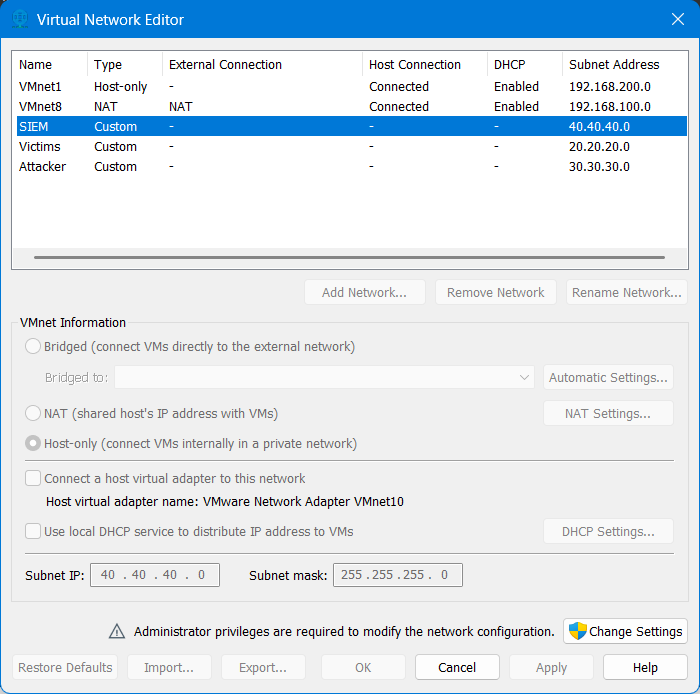 Virtual Network Editor
Name Type External Connection Host Connection DHCP Subnet Address
VMnet1 Host-only - Connected Enabled 192.168.200.0
VMnet8 NAT NAT Connected Enabled 192.168.100.0
SIEM Custom - - - 40.40.40.0
Victims Custom - - - 20.20.20.0
Attacker Custom - - - 30.30.30.0
Add Network... Remove Network Rename Network...
VMnet Information
Bridged (connect VMs directly to the external network)
Bridged to: Automatic Settings...
NAT (shared host's IP address with VMs) NAT Settings...
Host-only (connect VMs internally in a private network)
Connect a host virtual adapter to this network
Host virtual adapter name: VMware Network Adapter VMnet10
Use local DHCP service to distribute IP address to VMs DHCP Settings...
Subnet IP: 40 . 40 . 40 . 0 Subnet mask: 255 . 255 . 255 . 0
Administrator privileges are required to modify the network configuration. Change Settings
Restore Defaults Import... Export... OK Cancel Apply Help